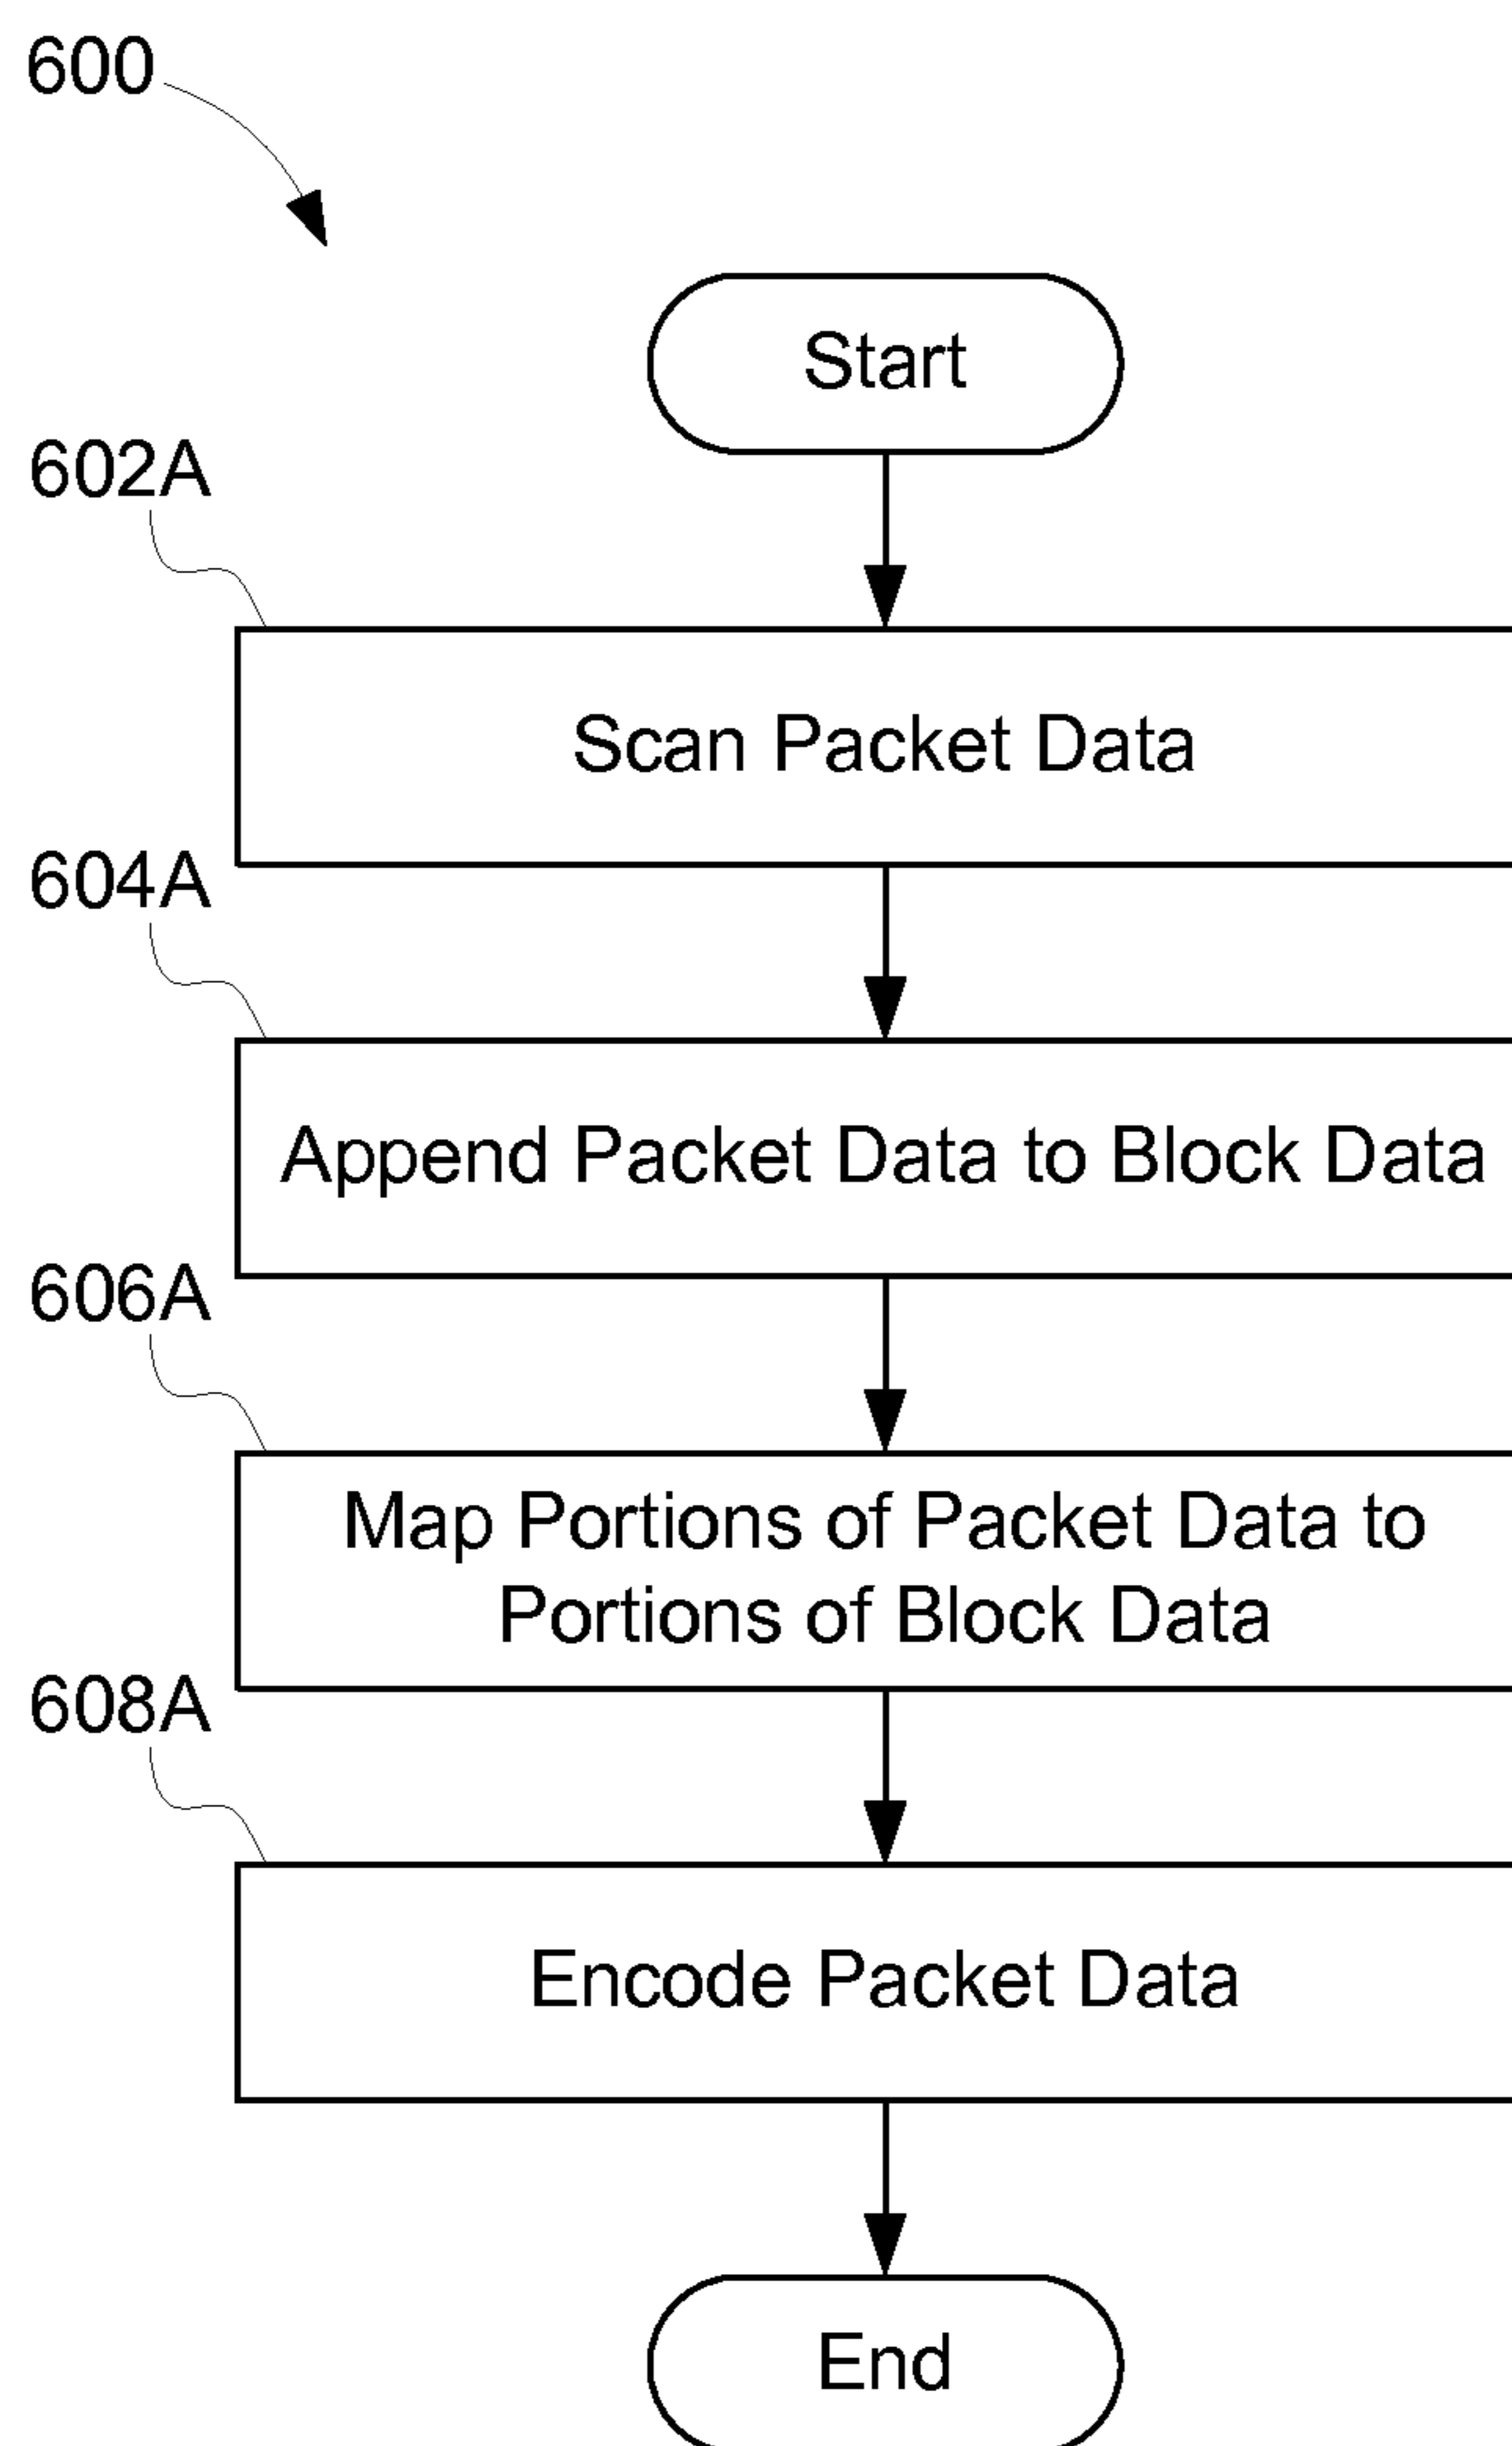 600
Start
602A
Scan Packet Data
604A
Append Packet Data to Block Data
606A
Map Portions of Packet Data to
Portions of Block Data
608A
Encode Packet Data
End